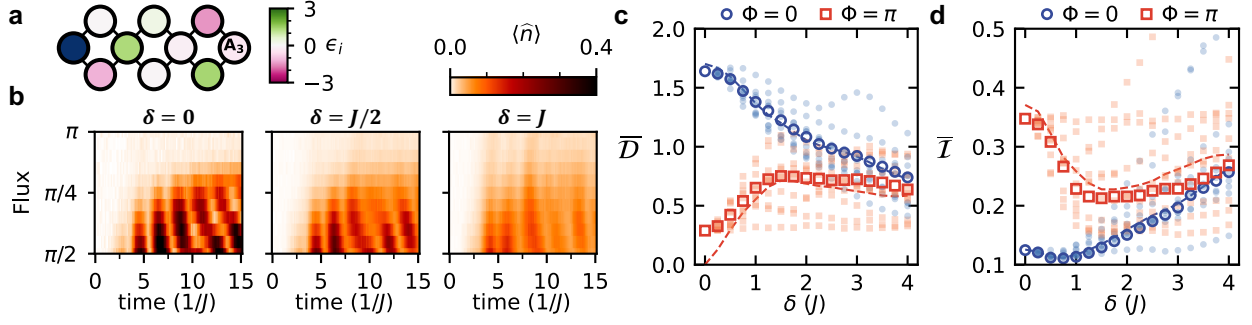 a
A₃
3
0 ϵᵢ
−3
⟨n̂⟩
0.0 0.4
b
δ = 0 δ = J/2 δ = J
Flux
π
π/4
π/2
0 5 10 15 0 5 10 15 0 5 10 15
time (1/J) time (1/J) time (1/J)
c
Φ = 0 Φ = π
2.0
1.5
1.0
0.5
0.0
D̅
0 1 2 3 4
δ (J)
d
Φ = 0 Φ = π
0.5
0.4
0.3
0.2
0.1
I̅
0 1 2 3 4
δ (J)